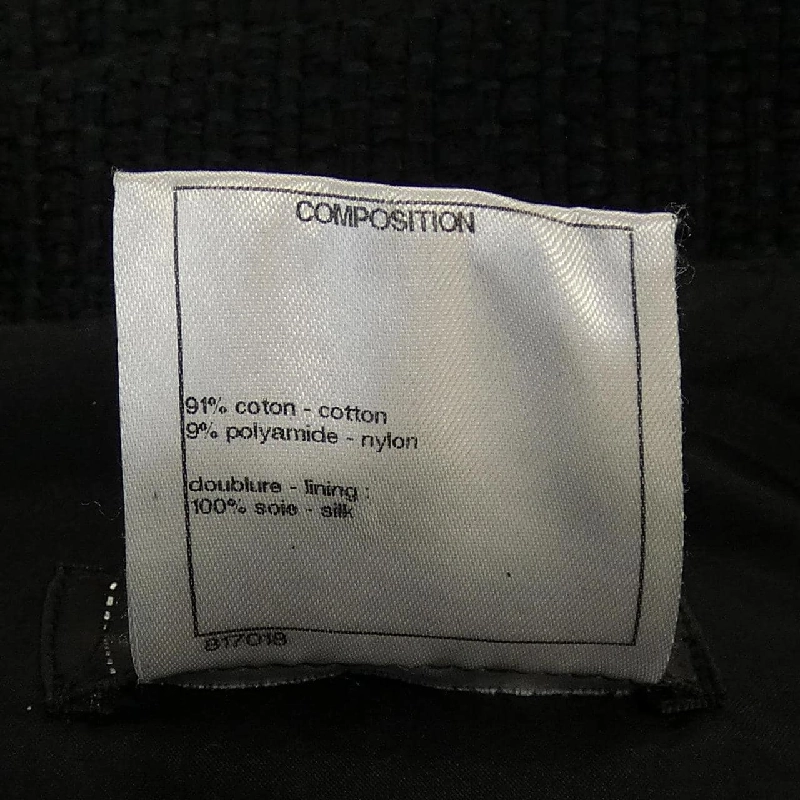 COMPOSITION
91% coton - cotton
9% polyamide - nylon
doublure - lining :
100% soie - silk
817018